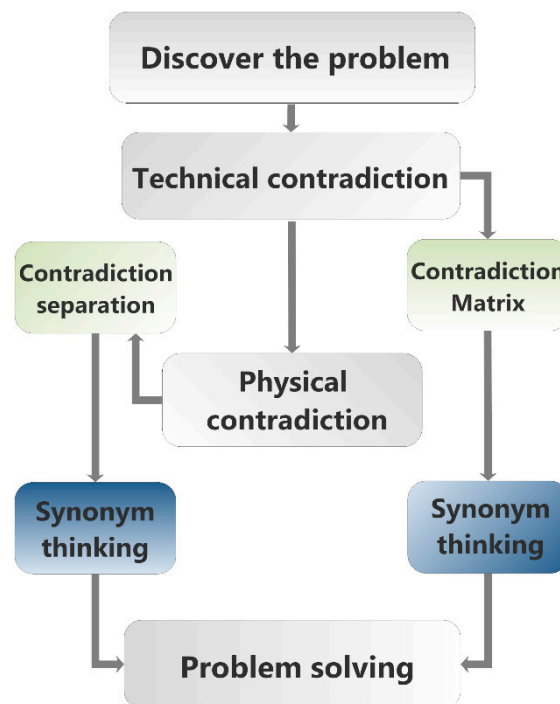 Discover the problem
Technical contradiction
Contradiction
separation
Contradiction
Matrix
Physical
contradiction
Synonym
thinking
Synonym
thinking
Problem solving